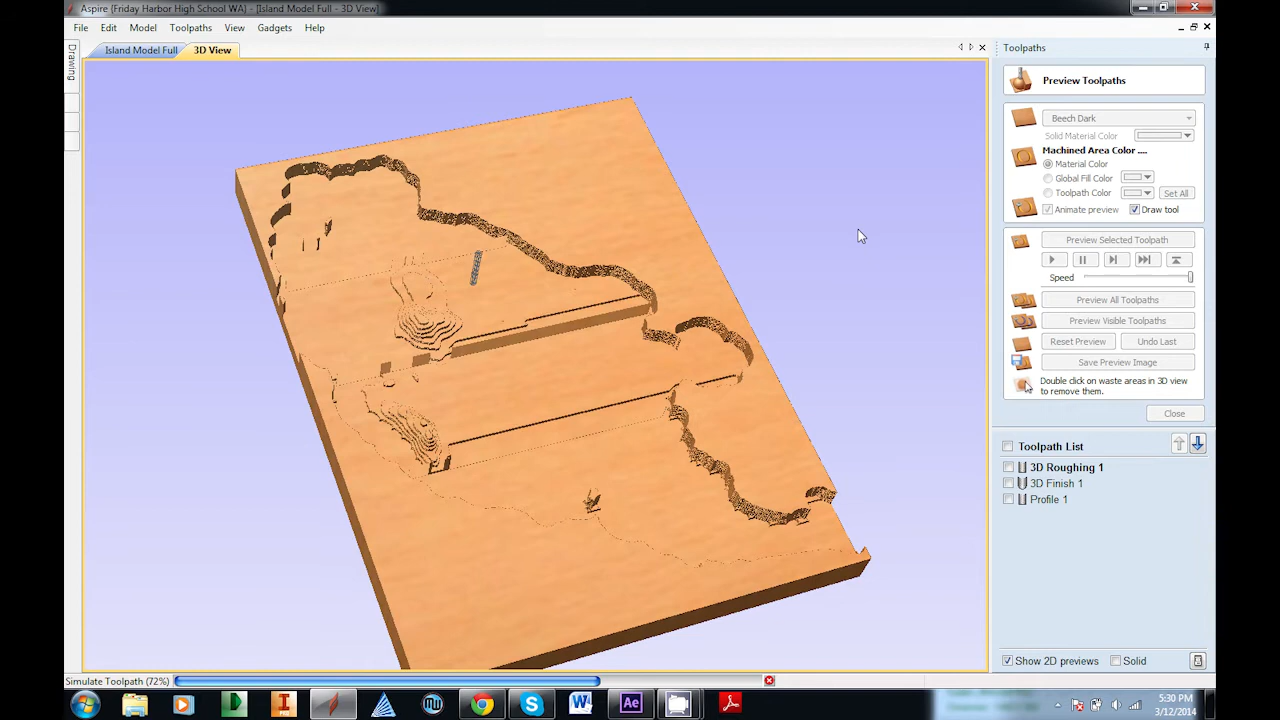 Aspire (Friday Harbor High School WA) - [Island Model Full - 3D View]
File Edit Model Toolpaths View Gadgets Help
Island Model Full
3D View
Drawing
Toolpaths
Preview Toolpaths
Beech Dark
Solid Material Color
Machined Area Color ....
Material Color
Global Fill Color
Toolpath Color
Set All
Animate preview
Draw tool
Preview Selected Toolpath
Speed
Preview All Toolpaths
Preview Visible Toolpaths
Reset Preview
Undo Last
Save Preview Image
Double click on waste areas in 3D view
to remove them.
Close
Toolpath List
3D Roughing 1
3D Finish 1
Profile 1
Show 2D previews
Solid
Simulate Toolpath (72%)
5:30 PM
3/12/2014